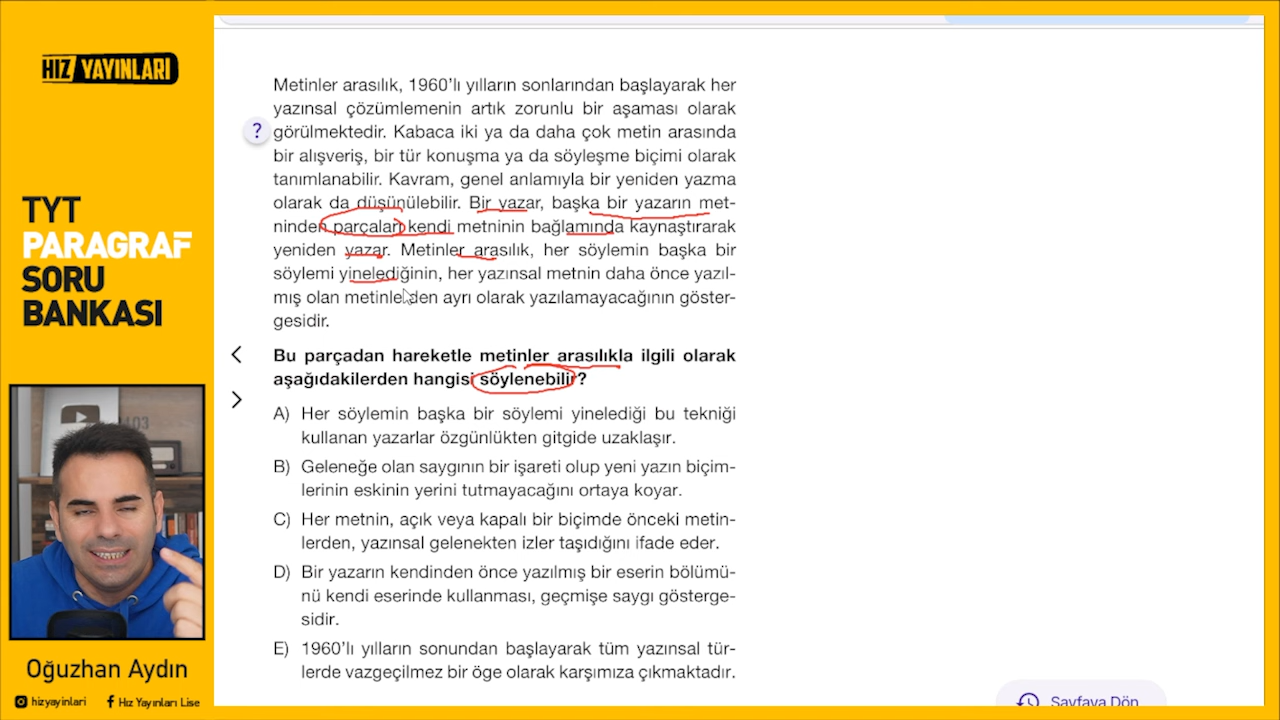 HIZ YAYINLARI
TYT
PARAGRAF
SORU
BANKASI
Oğuzhan Aydın
hizyayinlari
Hız Yayınları Lise
?
Metinler arasılık, 1960'lı yılların sonlarından başlayarak her
yazınsal çözümlemenin artık zorunlu bir aşaması olarak
görülmektedir. Kabaca iki ya da daha çok metin arasında
bir alışveriş, bir tür konuşma ya da söyleşme biçimi olarak
tanımlanabilir. Kavram, genel anlamıyla bir yeniden yazma
olarak da düşünülebilir. Bir yazar, başka bir yazarın met-
ninden parçaları kendi metninin bağlamında kaynaştırarak
yeniden yazar. Metinler arasılık, her söylemin başka bir
söylemi yinelediğinin, her yazınsal metnin daha önce yazıl-
mış olan metinlerden ayrı olarak yazılamayacağının göster-
gesidir.
Bu parçadan hareketle metinler arasılıkla ilgili olarak
aşağıdakilerden hangisi söylenebilir?
A) Her söylemin başka bir söylemi yinelediği bu tekniği
kullanan yazarlar özgünlükten gitgide uzaklaşır.
B) Geleneğe olan saygının bir işareti olup yeni yazın biçim-
lerinin eskinin yerini tutmayacağını ortaya koyar.
C) Her metnin, açık veya kapalı bir biçimde önceki metin-
lerden, yazınsal gelenekten izler taşıdığını ifade eder.
D) Bir yazarın kendinden önce yazılmış bir eserin bölümü-
nü kendi eserinde kullanması, geçmişe saygı gösterge-
sidir.
E) 1960'lı yılların sonundan başlayarak tüm yazınsal tür-
lerde vazgeçilmez bir öge olarak karşımıza çıkmaktadır.
Sayfaya Dön